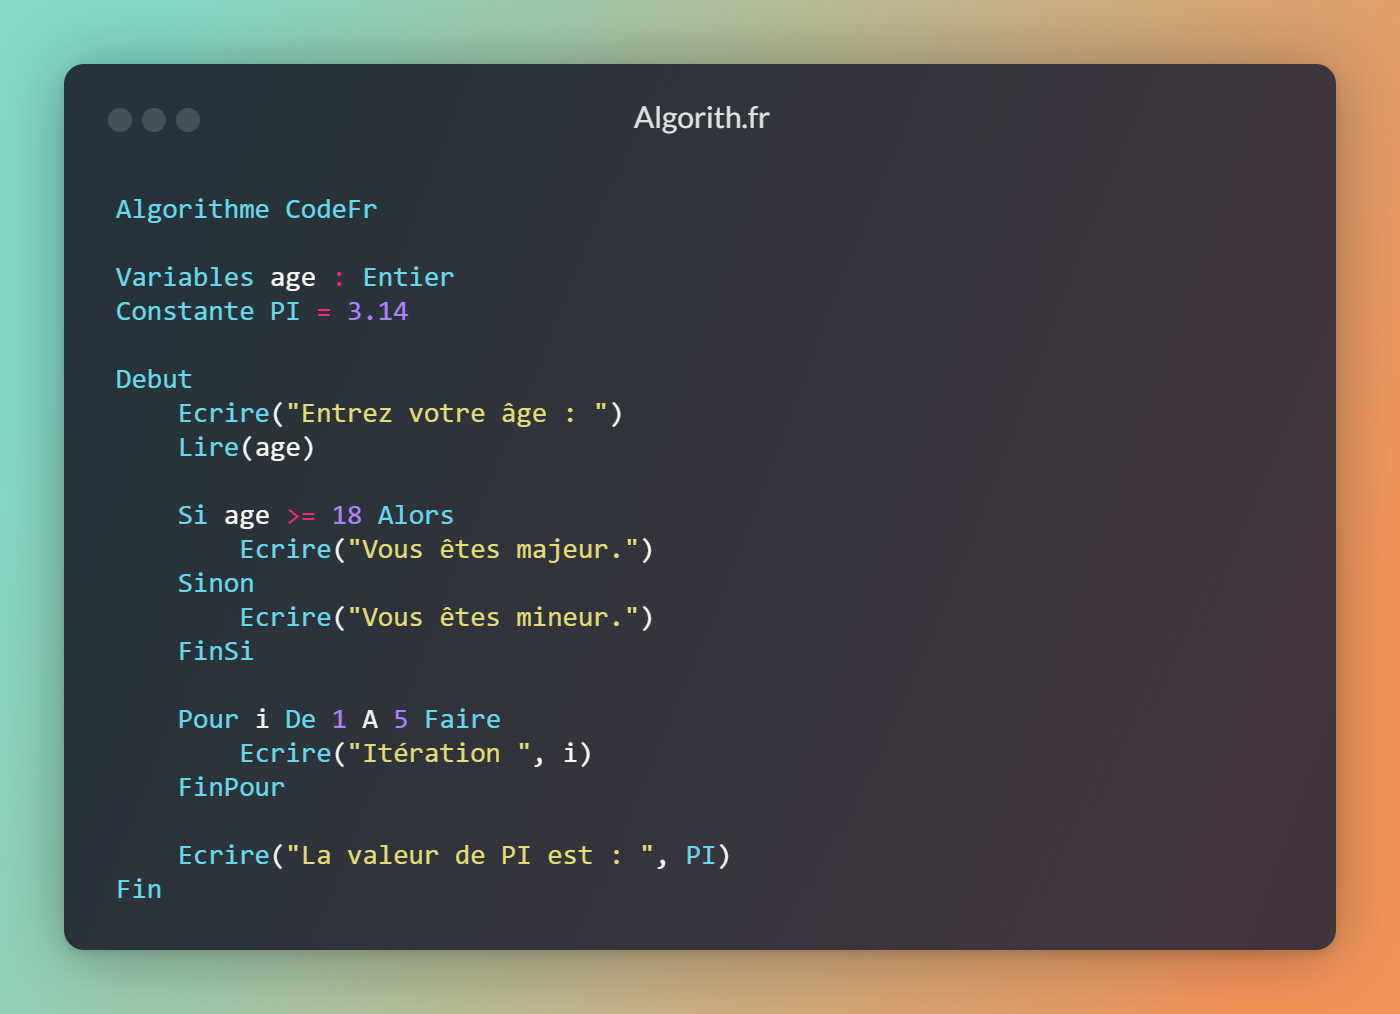 Algorith.fr
Algorithme CodeFr
Variables age : Entier
Constante PI = 3.14
Debut
Ecrire("Entrez votre âge : ")
Lire(age)
Si age >= 18 Alors
Ecrire("Vous êtes majeur.")
Sinon
Ecrire("Vous êtes mineur.")
FinSi
Pour i De 1 A 5 Faire
Ecrire("Itération ", i)
FinPour
Ecrire("La valeur de PI est : ", PI)
Fin